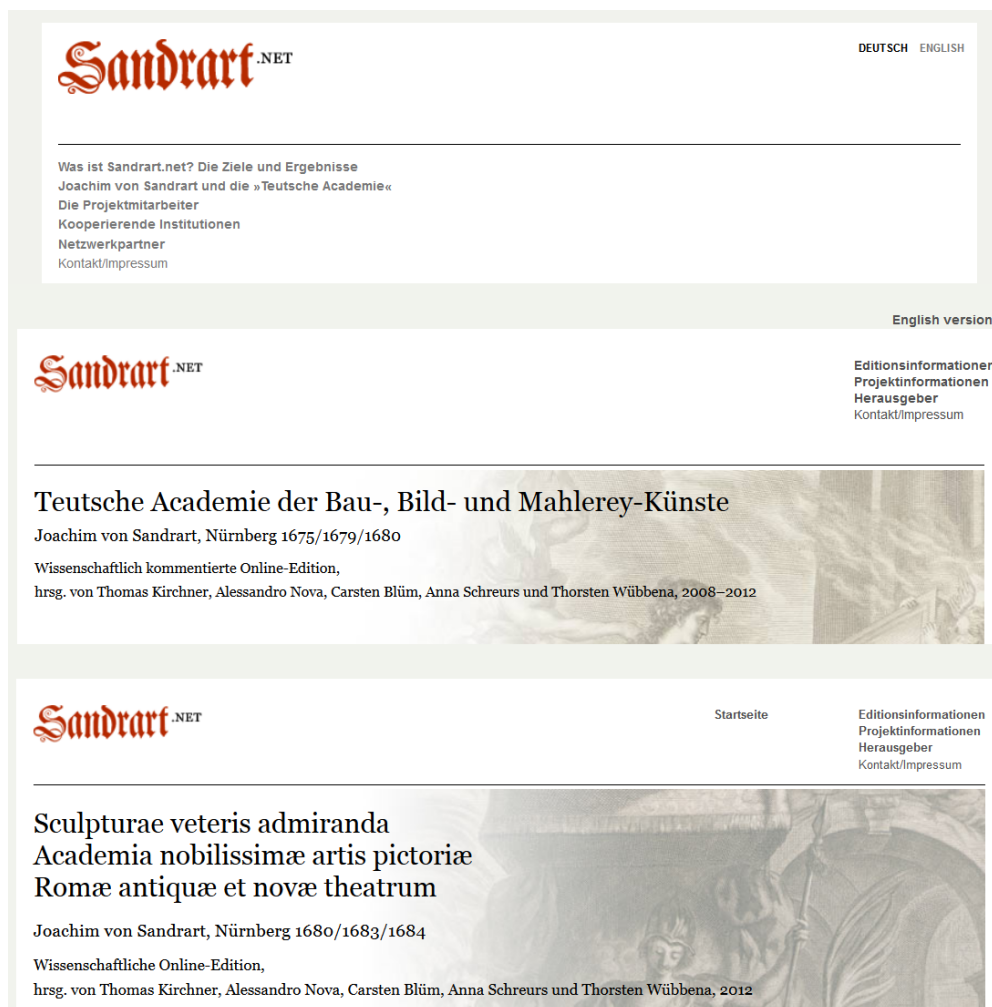 Sandrart.NET
DEUTSCH ENGLISH
Was ist Sandrart.net? Die Ziele und Ergebnisse
Joachim von Sandrart und die »Teutsche Academie«
Die Projektmitarbeiter
Kooperierende Institutionen
Netzwerkpartner
Kontakt/Impressum
English version
Sandrart.NET
Editionsinformationen
Projektinformationen
Herausgeber
Kontakt/Impressum
Teutsche Academie der Bau-, Bild- und Mahlerey-Künste
Joachim von Sandrart, Nürnberg 1675/1679/1680
Wissenschaftlich kommentierte Online-Edition,
hrsg. von Thomas Kirchner, Alessandro Nova, Carsten Blüm, Anna Schreurs und Thorsten Wübbena, 2008–2012
Sandrart.NET
Startseite
Editionsinformationen
Projektinformationen
Herausgeber
Kontakt/Impressum
Sculpturae veteris admiranda
Academia nobilissimæ artis pictoriæ
Romæ antiquæ et novæ theatrum
Joachim von Sandrart, Nürnberg 1680/1683/1684
Wissenschaftliche Online-Edition,
hrsg. von Thomas Kirchner, Alessandro Nova, Carsten Blüm, Anna Schreurs und Thorsten Wübbena, 2012